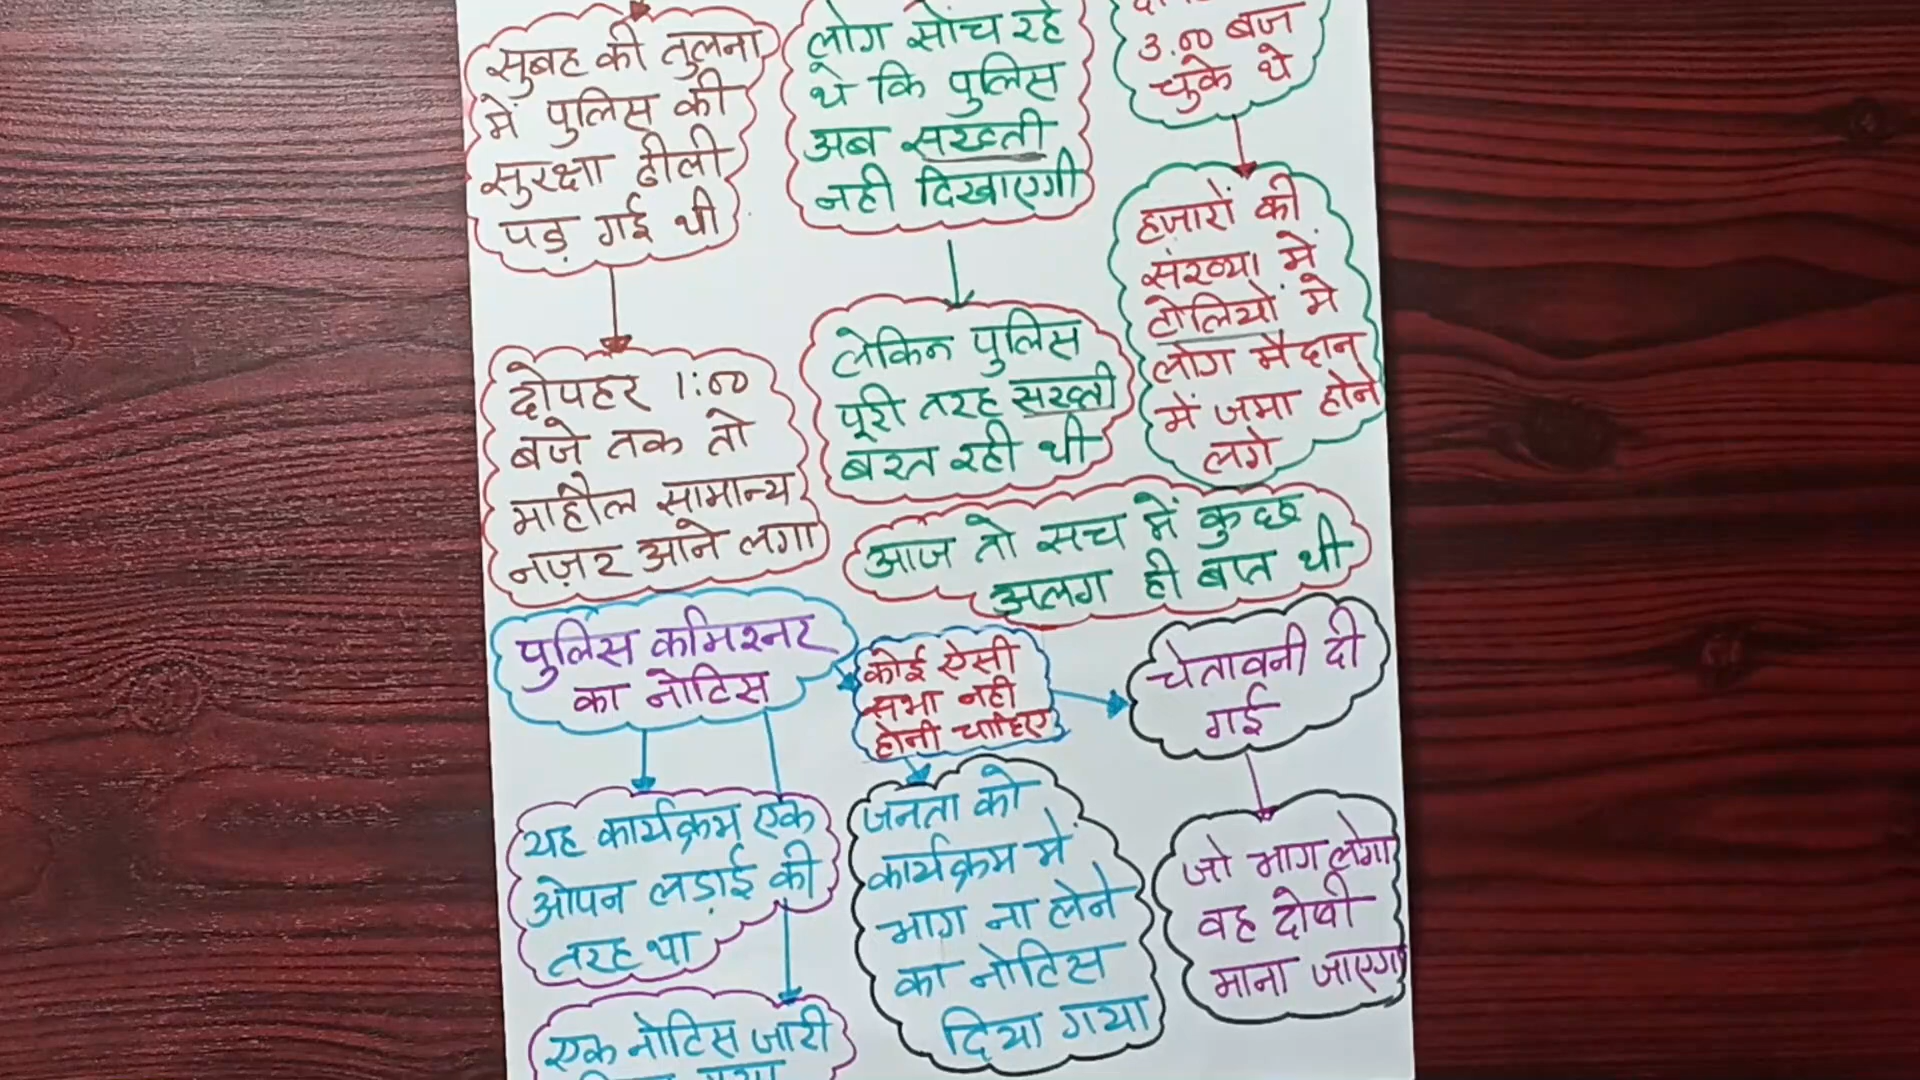 सुबह की तुलना
में पुलिस की
सुरक्षा ढीली
पड़ गई थी
दोपहर 1:00
बजे तक तो
माहौल सामान्य
नज़र आने लगा
लोग सोंच रहे
थे कि पुलिस
अब सख्ती
नही दिखाएगी
लेकिन पुलिस
पूरी तरह सख्ती
बरत रही थी
3.00 बज
चुके थे
हजारों की
संख्या में
टोलियों में
लोग मैदान
में जमा होने
लगे
आज तो सच में कुछ
अलग ही बात थी
पुलिस कमिश्नर
का नोटिस
कोई ऐसी
सभा नही
होनी चाहिए
चेतावनी दी
गई
यह कार्यक्रम एक
ओपन लड़ाई की
तरह था
जनता को
कार्यक्रम में
भाग ना लेने
का नोटिस
दिया गया
जो भाग लेगा
वह दोषी
माना जाएगा
एक नोटिस जारी